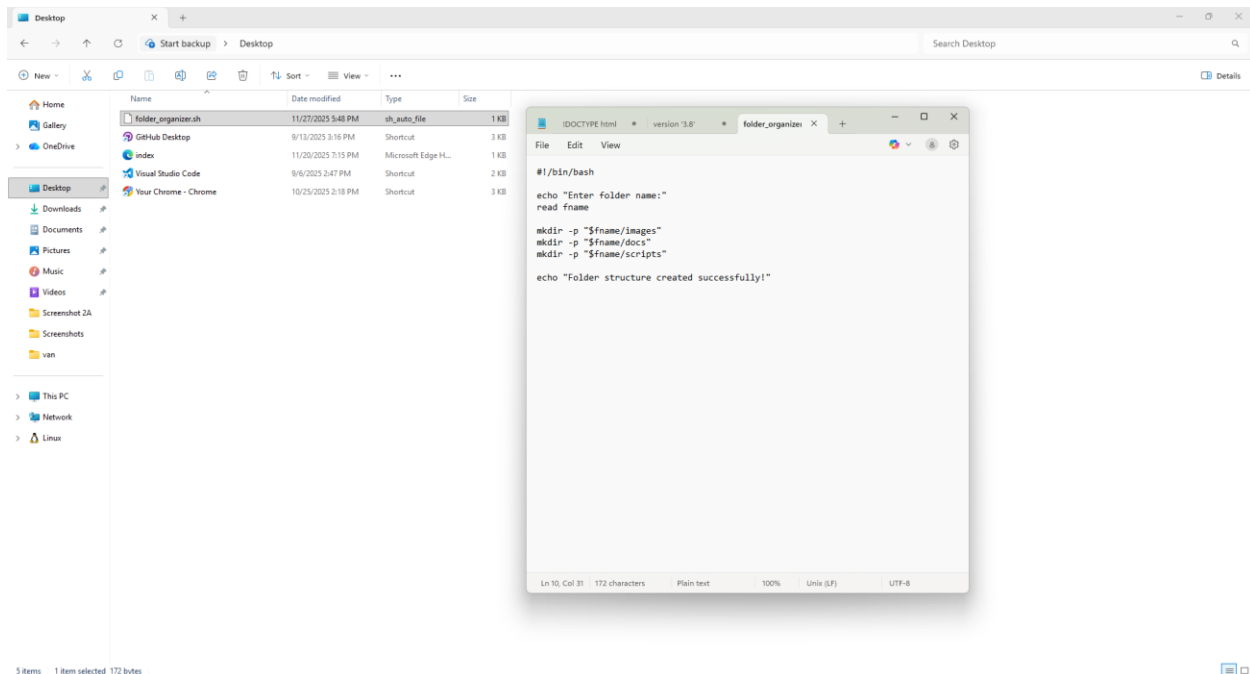 Desktop
Start backup > Desktop
Search Desktop
New
Sort
View
Details
Home
Gallery
OneDrive
Desktop
Downloads
Documents
Pictures
Music
Videos
Screenshot 2A
Screenshots
van
This PC
Network
Linux
Name Date modified Type Size
folder_organizer.sh 11/27/2025 5:48 PM sh_auto_file 1 KB
GitHub Desktop 9/13/2025 3:16 PM Shortcut 3 KB
index 11/20/2025 7:15 PM Microsoft Edge H... 1 KB
Visual Studio Code 9/6/2025 2:47 PM Shortcut 2 KB
Your Chrome - Chrome 10/25/2025 2:18 PM Shortcut 3 KB
!DOCTYPE html version '3.8' folder_organizer
File Edit View
#!/bin/bash
echo "Enter folder name:"
read fname
mkdir -p "$fname/images"
mkdir -p "$fname/docs"
mkdir -p "$fname/scripts"
echo "Folder structure created successfully!"
Ln 10, Col 31 172 characters Plain text 100% Unix (LF) UTF-8
5 items 1 item selected 172 bytes